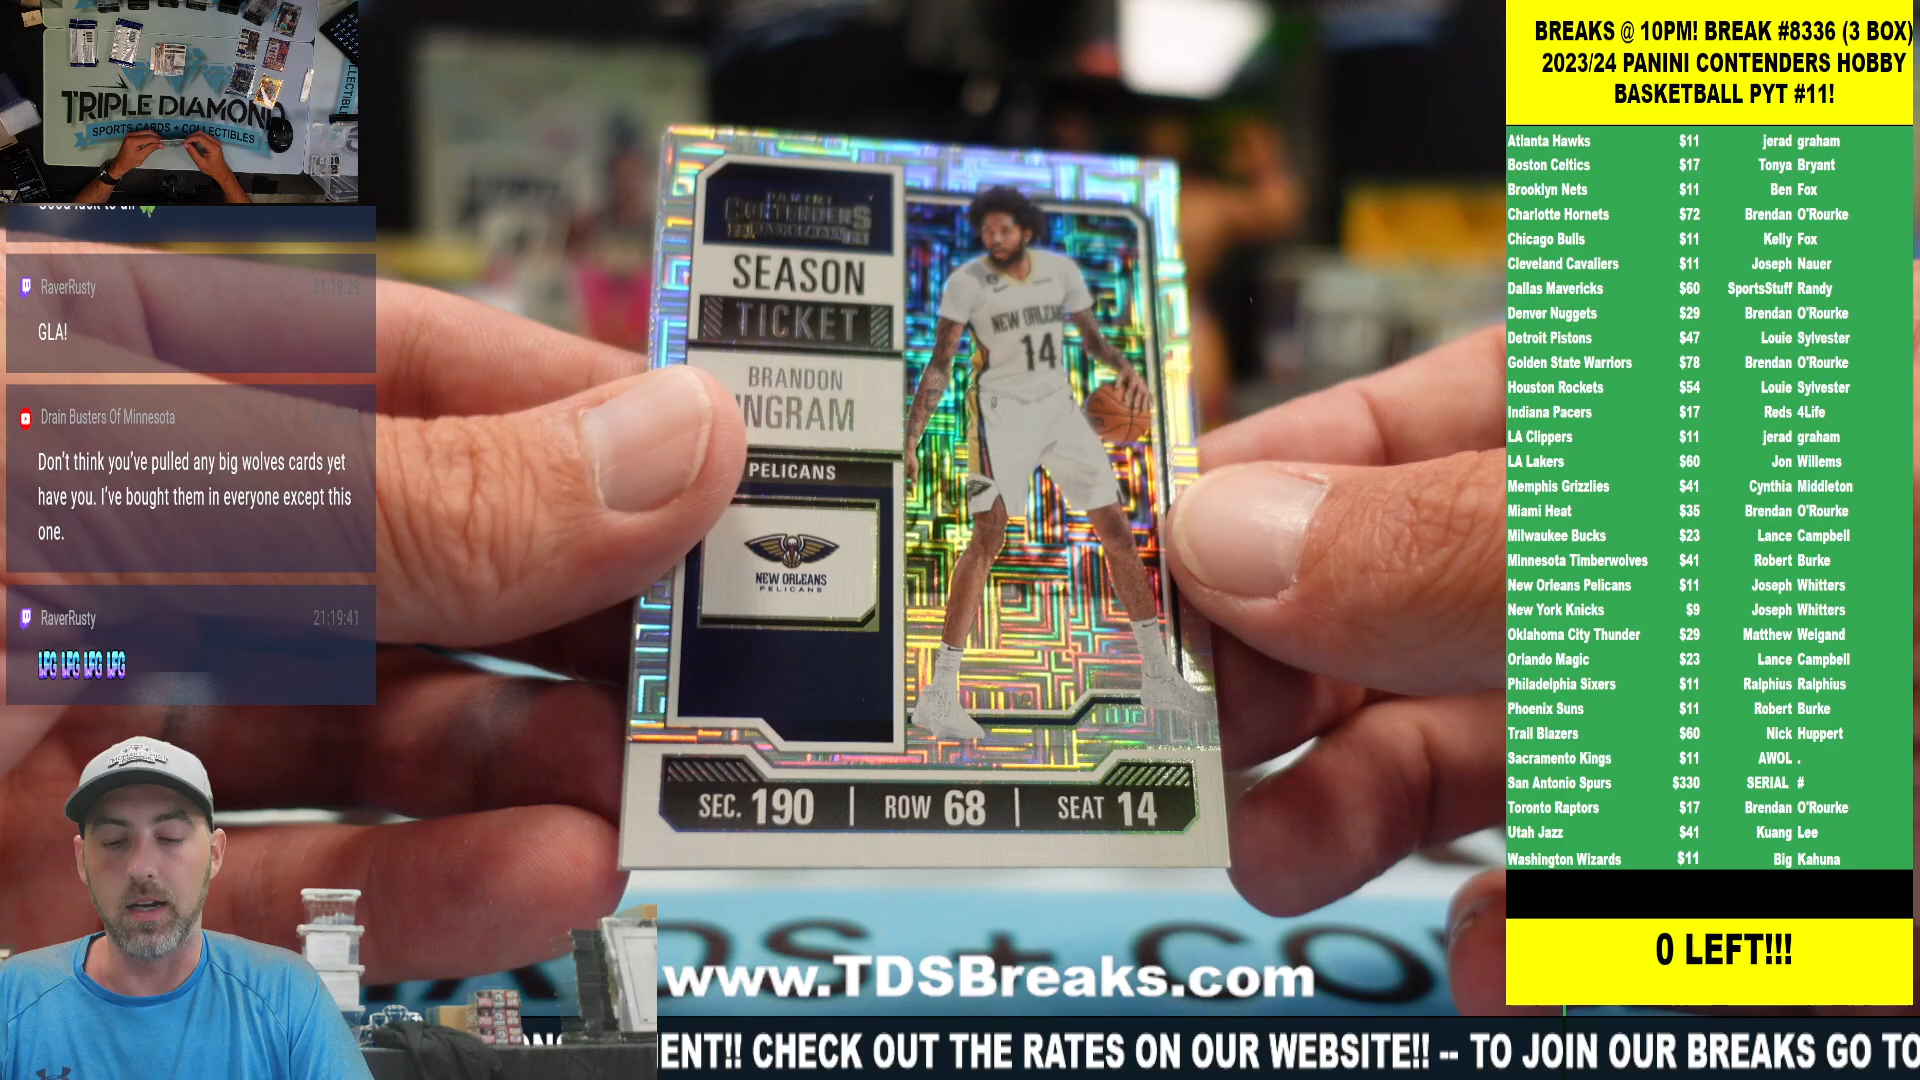 TRIPLE DIAMOND
SPORTS CARDS + COLLECTIBLES
Good luck to all
RaverRusty 21:19:29
GLA!
Drain Busters Of Minnesota
Don't think you've pulled any big wolves cards yet
have you. I've bought them in everyone except this
one.
RaverRusty 21:19:41
LFG LFG LFG LFG
PANINI
CONTENDERS
BASKETBALL
SEASON
TICKET
BRANDON
INGRAM
PELICANS
NEW ORLEANS
PELICANS
NEW ORLEANS
14
SEC. 190 | ROW 68 | SEAT 14
www.TDSBreaks.com
ENT!! CHECK OUT THE RATES ON OUR WEBSITE!! -- TO JOIN OUR BREAKS GO TO
BREAKS @ 10PM! BREAK #8336 (3 BOX)
2023/24 PANINI CONTENDERS HOBBY
BASKETBALL PYT #11!
Atlanta Hawks $11 jerad graham
Boston Celtics $17 Tonya Bryant
Brooklyn Nets $11 Ben Fox
Charlotte Hornets $72 Brendan O'Rourke
Chicago Bulls $11 Kelly Fox
Cleveland Cavaliers $11 Joseph Nauer
Dallas Mavericks $60 SportsStuff Randy
Denver Nuggets $29 Brendan O'Rourke
Detroit Pistons $47 Louie Sylvester
Golden State Warriors $78 Brendan O'Rourke
Houston Rockets $54 Louie Sylvester
Indiana Pacers $17 Reds 4Life
LA Clippers $11 jerad graham
LA Lakers $60 Jon Willems
Memphis Grizzlies $41 Cynthia Middleton
Miami Heat $35 Brendan O'Rourke
Milwaukee Bucks $23 Lance Campbell
Minnesota Timberwolves $41 Robert Burke
New Orleans Pelicans $11 Joseph Whitters
New York Knicks $9 Joseph Whitters
Oklahoma City Thunder $29 Matthew Weigand
Orlando Magic $23 Lance Campbell
Philadelphia Sixers $11 Ralphius Ralphius
Phoenix Suns $11 Robert Burke
Trail Blazers $60 Nick Huppert
Sacramento Kings $11 AWOL .
San Antonio Spurs $330 SERIAL #
Toronto Raptors $17 Brendan O'Rourke
Utah Jazz $41 Kuang Lee
Washington Wizards $11 Big Kahuna
0 LEFT!!!